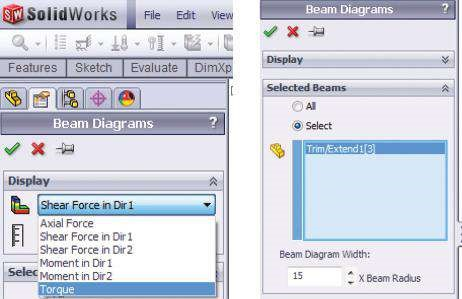 SW SolidWorks File Edit View
Features Sketch Evaluate DimXp
Beam Diagrams ?
Display
Shear Force in Dir1
Axial Force
Shear Force in Dir1
Shear Force in Dir2
Moment in Dir1
Moment in Dir2
Torque
Selec
Beam Diagrams ?
Display
Selected Beams
All
Select
Trim/Extend1[3]
Beam Diagram Width:
15 X Beam Radius